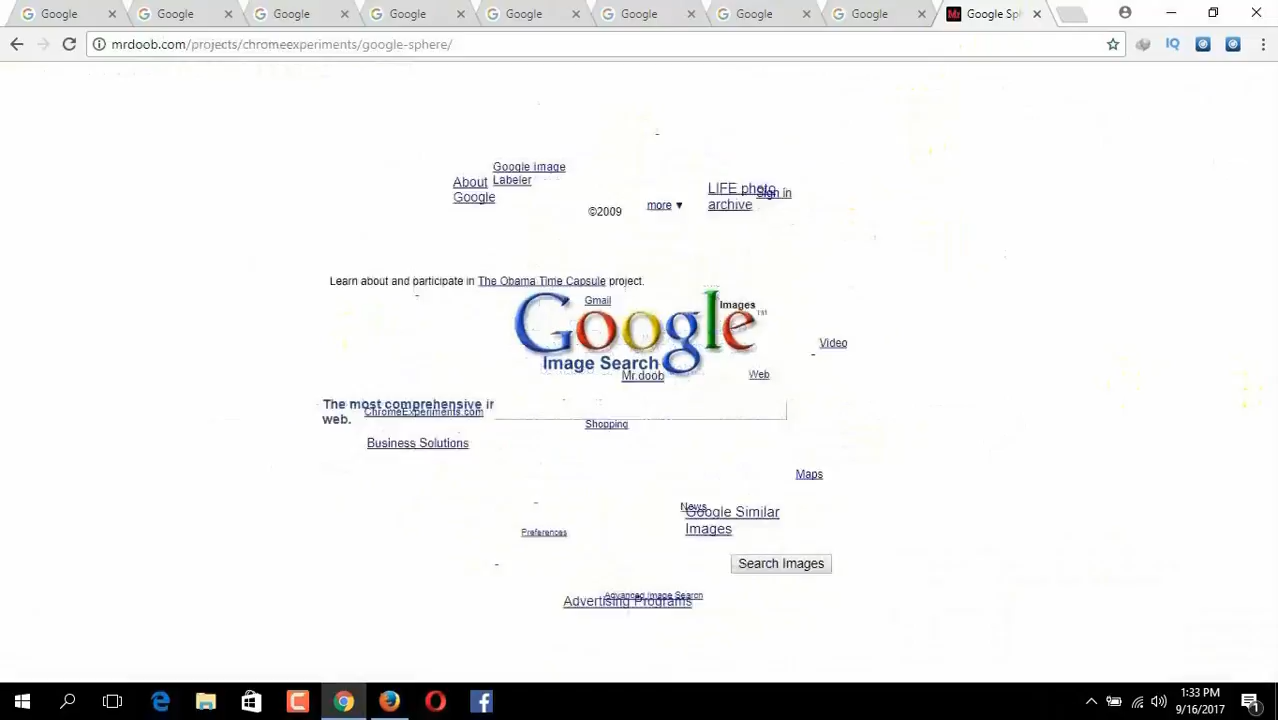 Google
Google
Google
Google
Google
Google
Google
Google
Google Sp
mrdoob.com/projects/chromeexperiments/google-sphere/
IQ
Google Image
Labeler
About
Google
LIFE photo
archive
Sign in
©2009
more ▼
Learn about and participate in The Obama Time Capsule project.
Gmail
Images
Google
TM
Image Search
Video
Mr.doob
Web
The most comprehensive
web.
ChromeExperiments.com
Shopping
Business Solutions
Maps
News
Google Similar
Images
Preferences
Search Images
Advanced Image Search
Advertising Programs
1:33 PM
9/16/2017
1